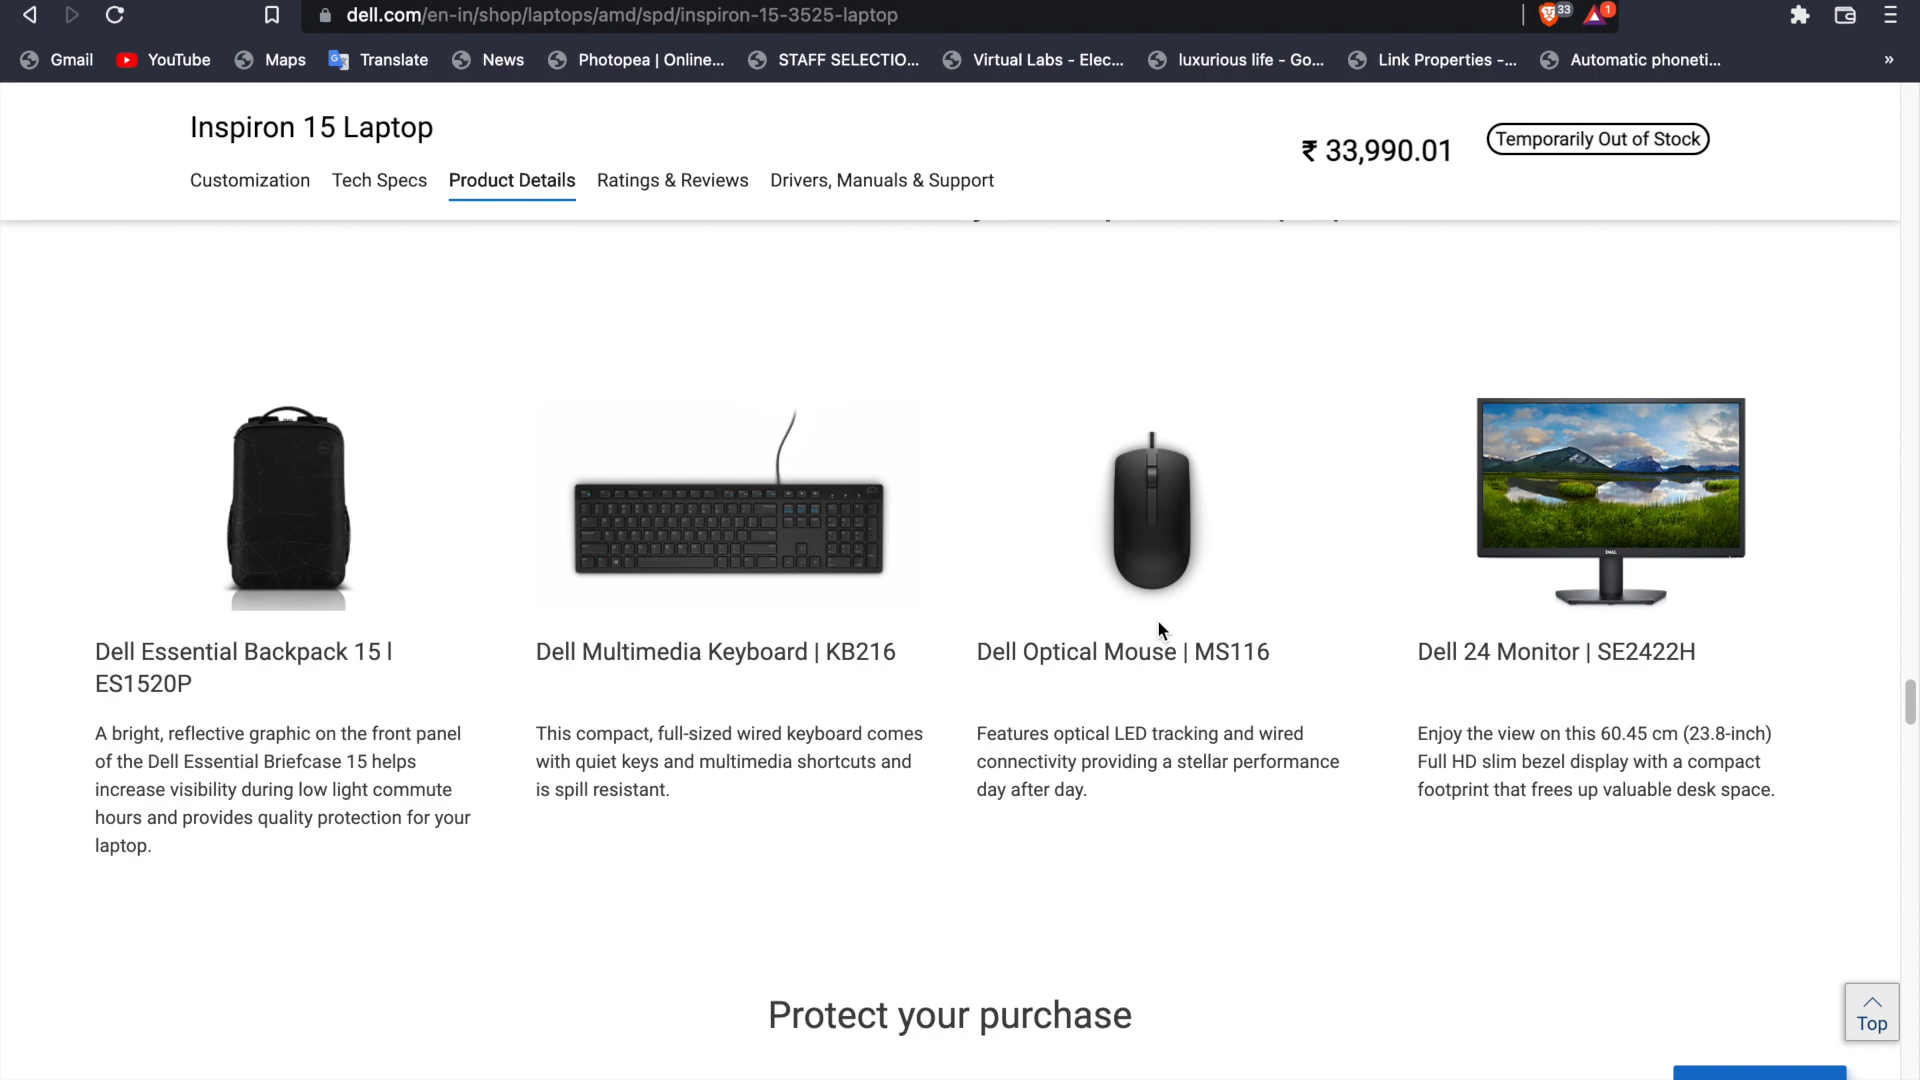 dell.com/en-in/shop/laptops/amd/spd/inspiron-15-3525-laptop
33
1
Gmail
YouTube
Maps
Translate
News
Photopea | Online...
STAFF SELECTIO...
Virtual Labs - Elec...
luxurious life - Go...
Link Properties -...
Automatic phoneti...
»
Inspiron 15 Laptop
₹ 33,990.01
Temporarily Out of Stock
Customization
Tech Specs
Product Details
Ratings & Reviews
Drivers, Manuals & Support
Dell Essential Backpack 15 l
ES1520P
A bright, reflective graphic on the front panel
of the Dell Essential Briefcase 15 helps
increase visibility during low light commute
hours and provides quality protection for your
laptop.
Dell Multimedia Keyboard | KB216
This compact, full-sized wired keyboard comes
with quiet keys and multimedia shortcuts and
is spill resistant.
Dell Optical Mouse | MS116
Features optical LED tracking and wired
connectivity providing a stellar performance
day after day.
Dell 24 Monitor | SE2422H
Enjoy the view on this 60.45 cm (23.8-inch)
Full HD slim bezel display with a compact
footprint that frees up valuable desk space.
Protect your purchase
Top